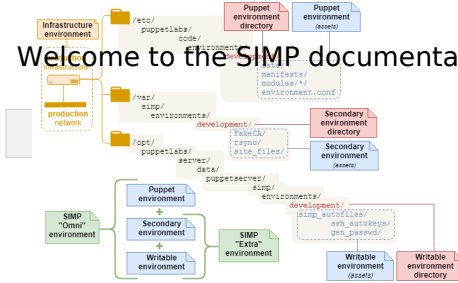 Infrastructure
environment
/etc/
puppetlabs/
code/
environments/
Puppet
environment
directory
Puppet
environment
(assets)
Welcome to the SIMP documenta
manifests/
modules/*/
environment.conf
production
network
/var/
simp/
environments/
development/
fakeCA/
rsync/
site_files/
Secondary
environment
directory
Secondary
environment
(assets)
/opt/
puppetlabs/
server/
data/
puppetserver/
simp/
environments/
development/
simp_autofiles/
ssh_autokeys/
gen_passwd/
SIMP
"Omni"
environment
Puppet
environment
+
Secondary
environment
+
Writable
environment
SIMP
"Extra"
environment
Writable
environment
(assets)
Writable
environment
directory